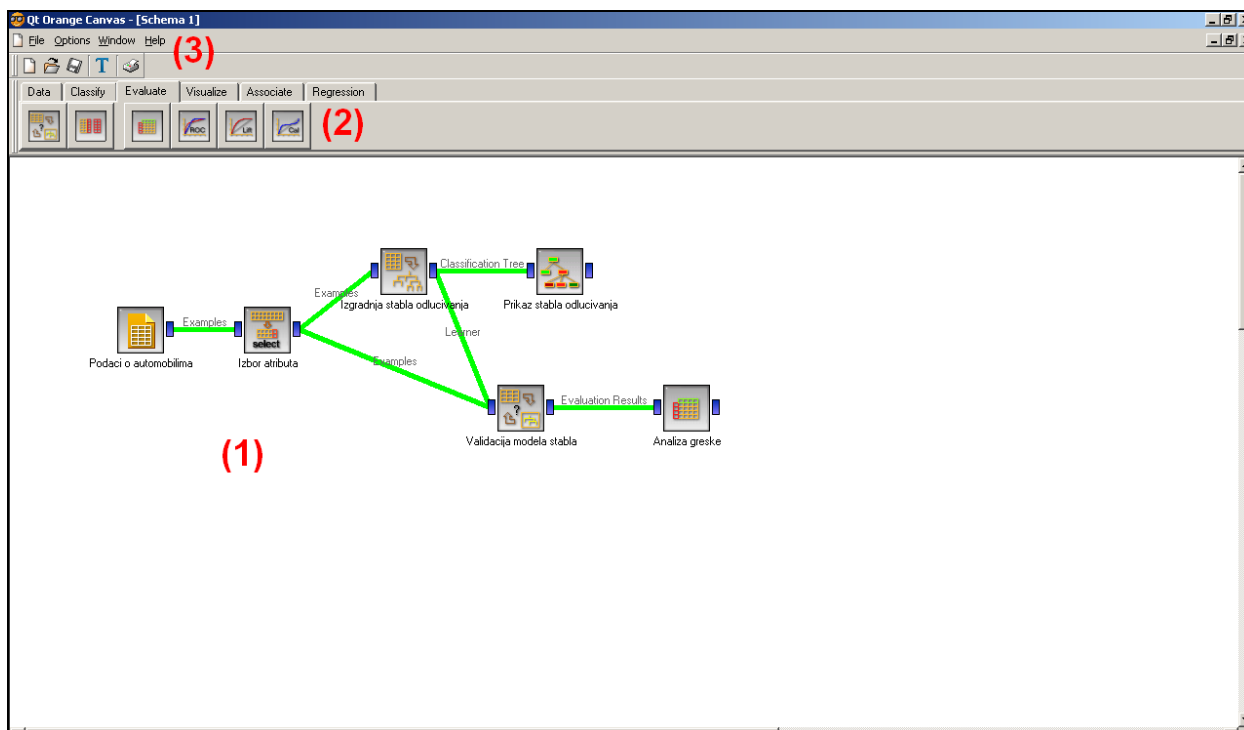 Qt Orange Canvas - [Schema 1]
File Options Window Help
(3)
T
Data Classify Evaluate Visualize Associate Regression
? ROC Lift Cal
(2)
Classification Tree
Examples
Izgradnja stabla odlucivanja
Prikaz stabla odlucivanja
Examples
select
Learner
Podaci o automobilima
Izbor atributa
Examples
?
Evaluation Results
Validacija modela stabla
Analiza greske
(1)